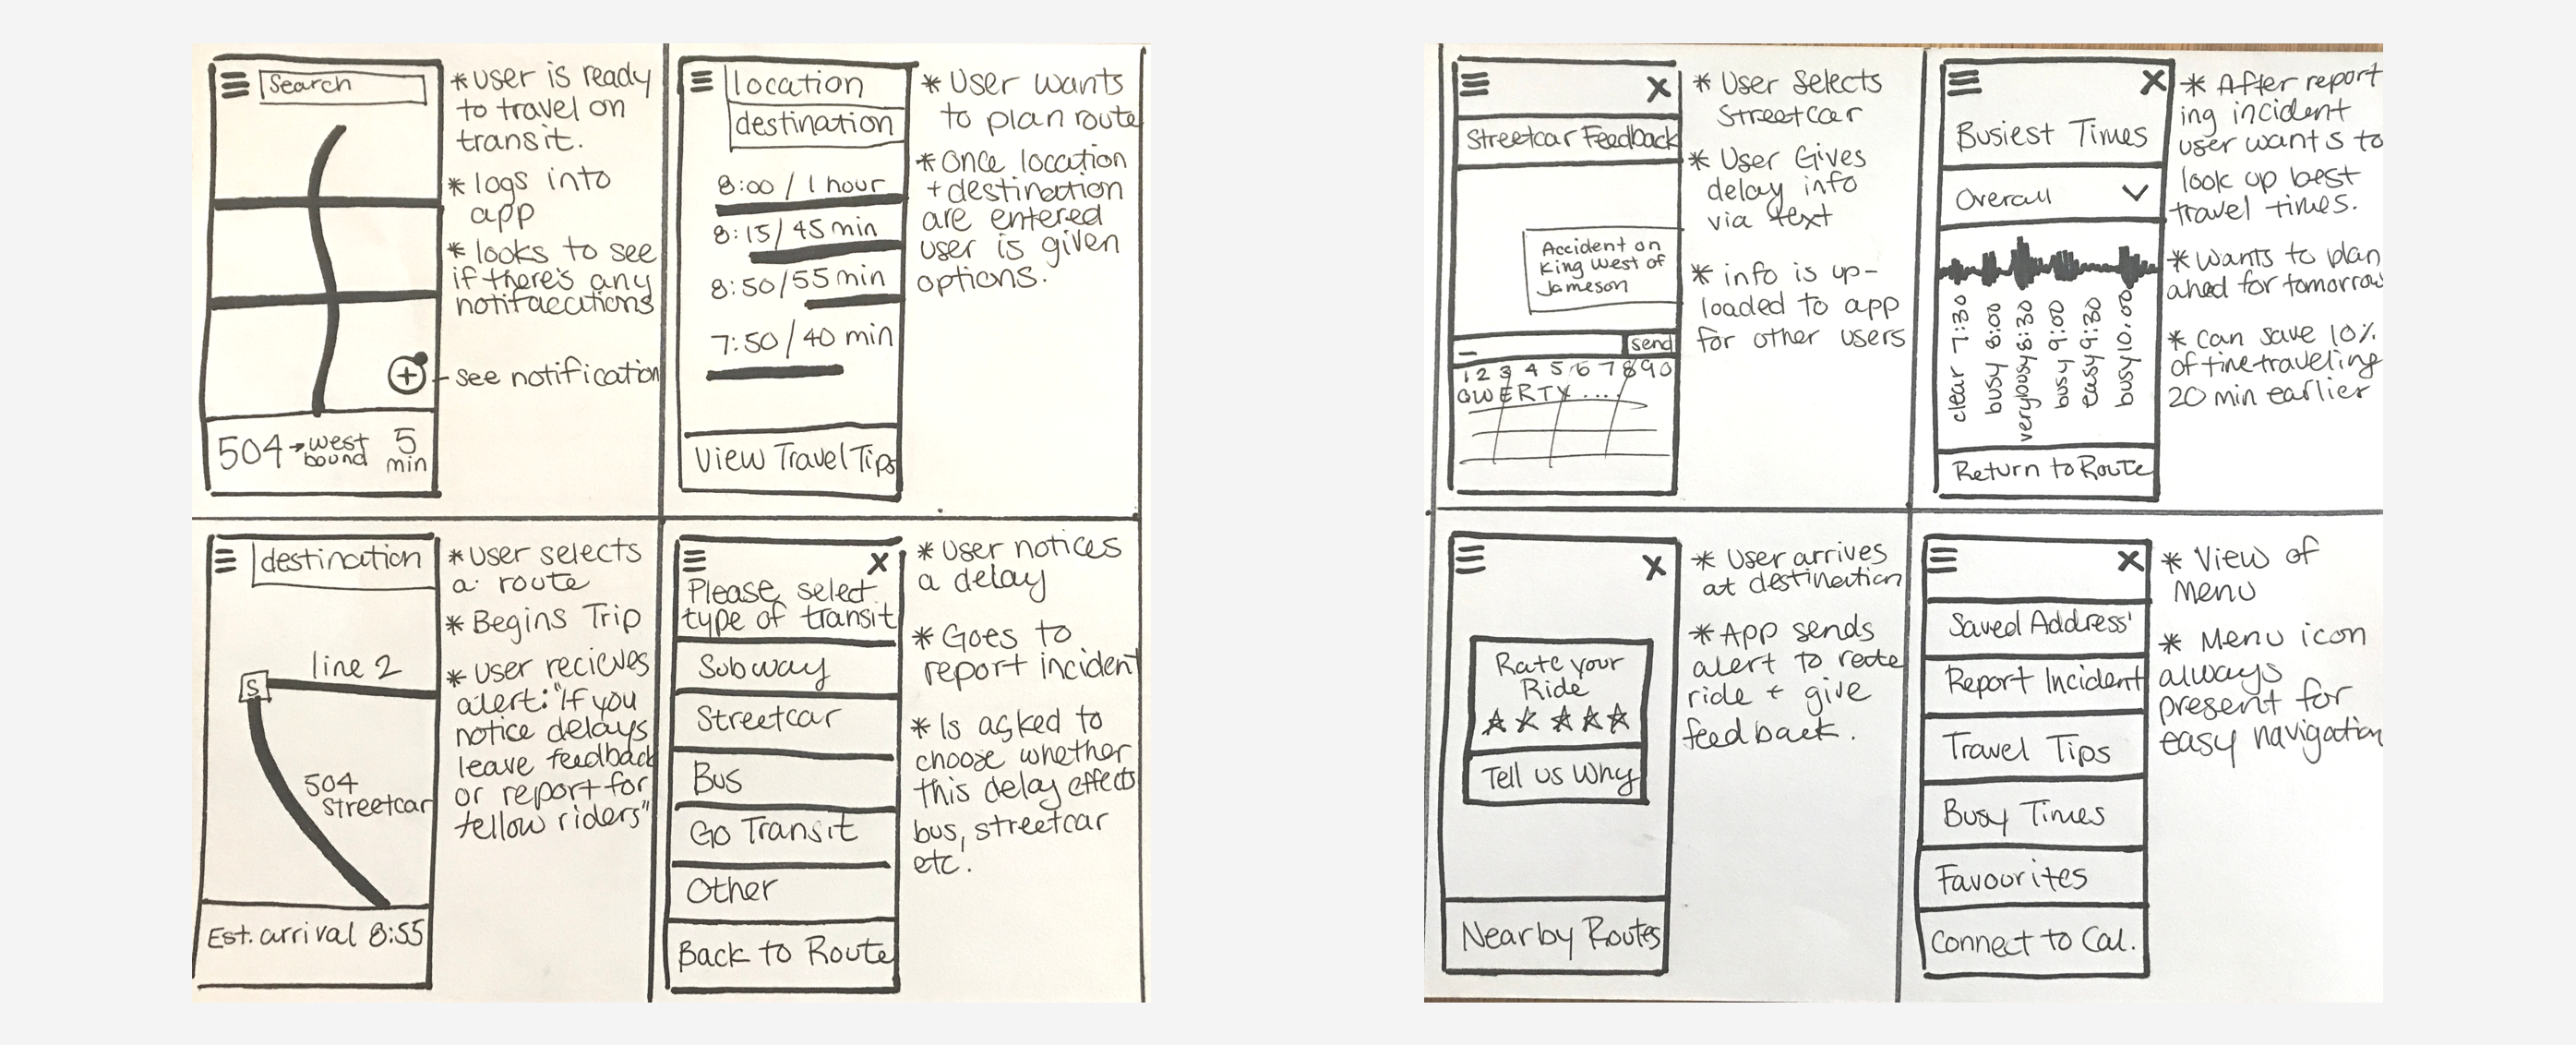 Search
* User is ready
to travel on
transit.
* logs into
app
* looks to see
if there's any
notifaecations
- see notification
504 → west
bound
5
min
location
destination
8:00 / 1 hour
8:15 / 45 min
8:50/55 min
7:50/40 min
View Travel Tips
* User wants
to plan route
* Once location
+ destination
are entered
user is given
options.
destination
line 2
S
504
Streetcar
Est. arrival 8:55
* User selects
a route
* Begins Trip
* User recieves
alert: "If you
notice delays
leave feedback
or report for
fellow riders"
X
Please select
type of transit
Subway
Streetcar
Bus
Go Transit
Other
Back to Route
* User notices
a delay
* Goes to
report incident
* Is asked to
choose whether
this delay effects
bus, streetcar
etc.
X
Streetcar Feedback
Accident on
King West of
Jameson
send
1 2 3 4 5 6 7 8 9 0
QWERTY....
* User Selects
Streetcar
* User Gives
delay info
via text
* info is up-
loaded to app
for other users
X
Busiest Times
Overall
clear 7:30
busy 8:00
very busy 8:30
busy 9:00
easy 9:30
busy 10:00
Return to Route
* After report
ing incident
user wants to
look up best
travel times.
* Wants to plan
ahed for tomorrow
* Can save 10%
of time traveling
20 min earlier
X
Rate your
Ride
Tell us Why
Nearby Routes
* User arrives
at destination
* App sends
alert to rate
ride + give
feedback.
X
Saved Address'
Report Incident
Travel Tips
Busy Times
Favourites
Connect to Cal.
* View of
Menu
* Menu icon
always
present for
easy navigation